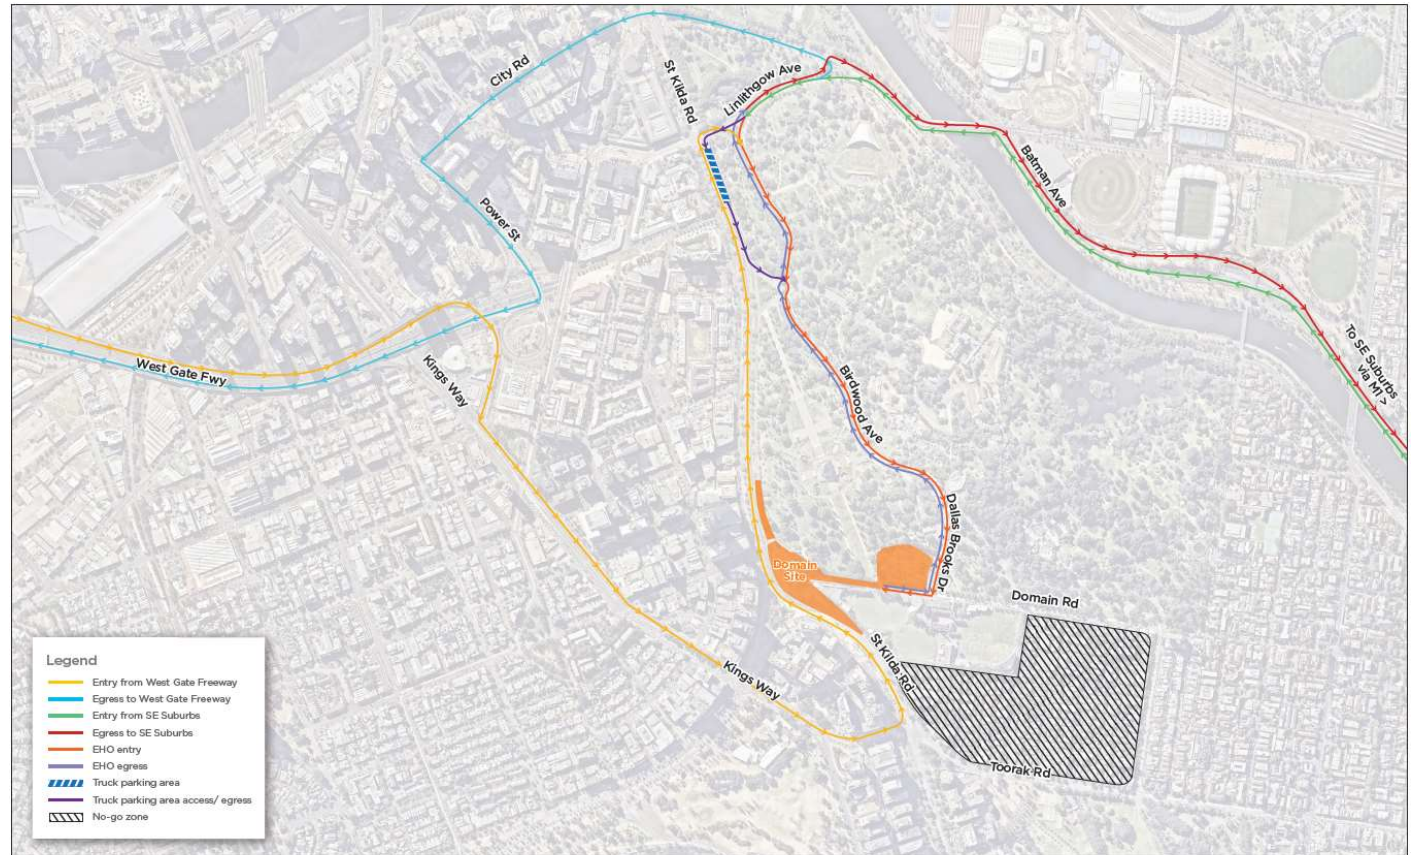 City Rd
St Kilda Rd
Linlithgow Ave
Batman Ave
Power St
To SE Suburbs
via M1 >
West Gate Fwy
Kings Way
Birdwood Ave
Dallas Brooks Dr
Domain
Site
Domain Rd
St Kilda Rd
Kings Way
Toorak Rd
Legend
Entry from West Gate Freeway
Egress to West Gate Freeway
Entry from SE Suburbs
Egress to SE Suburbs
EHO entry
EHO egress
Truck parking area
Truck parking area access/ egress
No-go zone